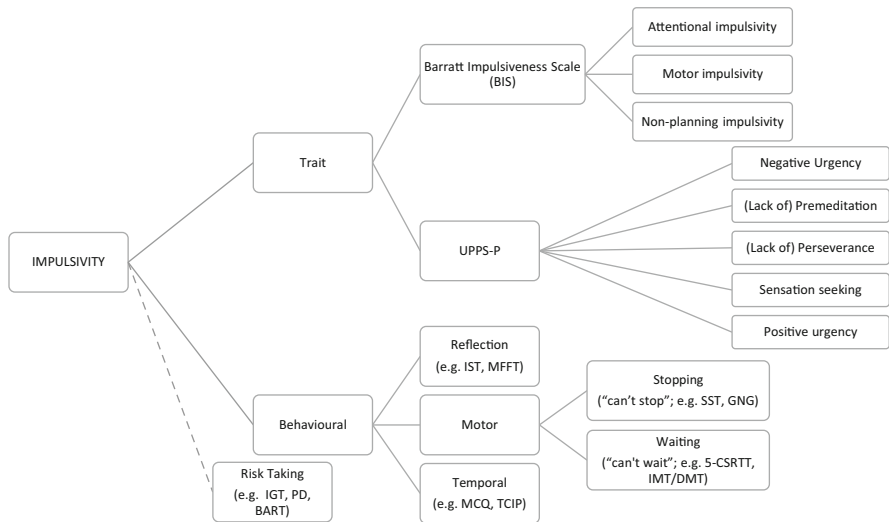 IMPULSIVITY
Trait
Barratt Impulsiveness Scale
(BIS)
Attentional impulsivity
Motor impulsivity
Non-planning impulsivity
UPPS-P
Negative Urgency
(Lack of) Premeditation
(Lack of) Perseverance
Sensation seeking
Positive urgency
Behavioural
Reflection
(e.g. IST, MFFT)
Motor
Stopping
(“can’t stop”; e.g. SST, GNG)
Waiting
(“can't wait”; e.g. 5-CSRTT,
IMT/DMT)
Temporal
(e.g. MCQ, TCIP)
Risk Taking
(e.g. IGT, PD,
BART)